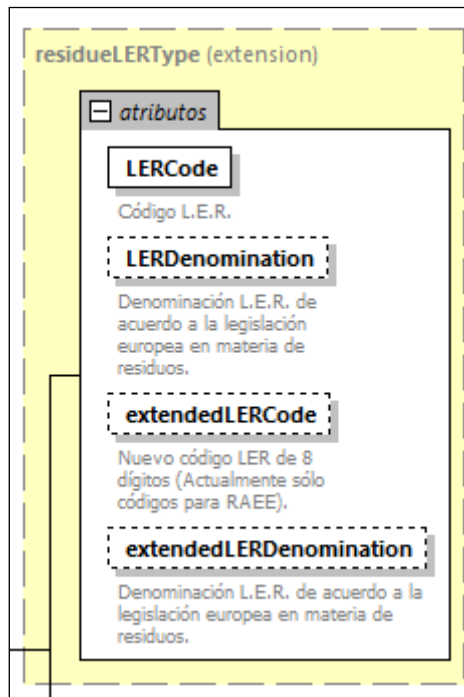 residueLERType (extension)
atributos
LERCode
Código L.E.R.
LERDenomination
Denominación L.E.R. de
acuerdo a la legislación
europea en materia de
residuos.
extendedLERCode
Nuevo código LER de 8
dígitos (Actualmente sólo
códigos para RAEE).
extendedLERDenomination
Denominación L.E.R. de acuerdo a la
legislación europea en materia de
residuos.